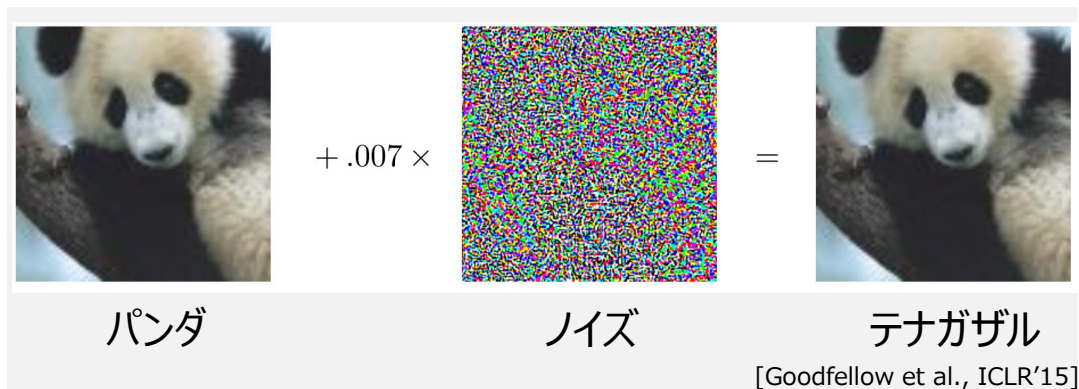 + .007 ×
=
パンダ
ノイズ
テナガザル
[Goodfellow et al., ICLR’15]